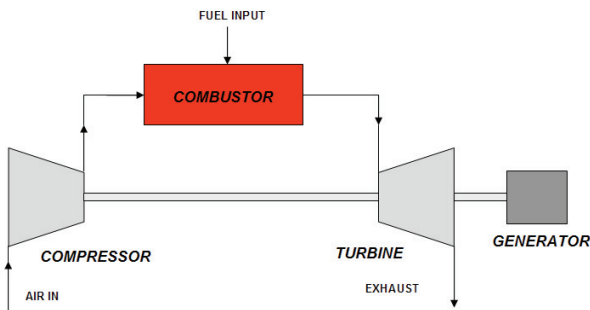 FUEL INPUT
COMBUSTOR
COMPRESSOR
TURBINE
GENERATOR
AIR IN
EXHAUST